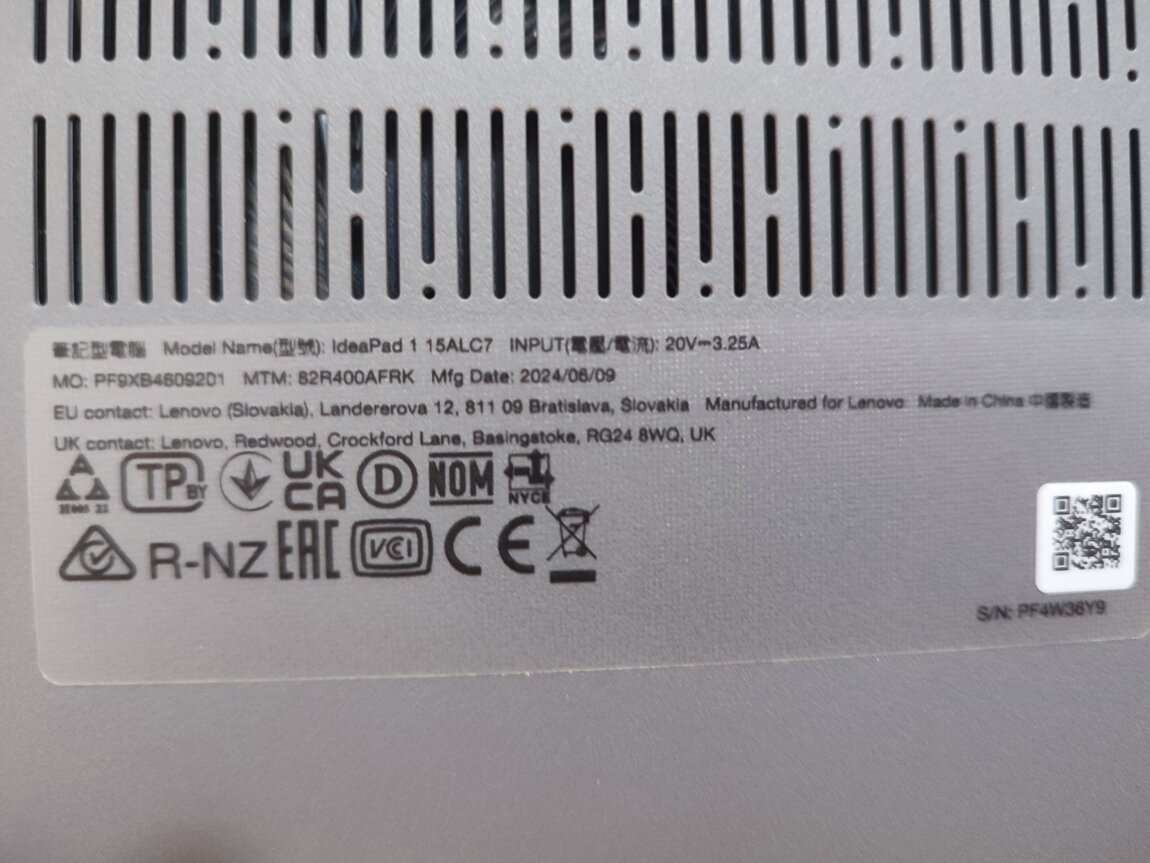 筆記型電腦 Model Name(型號): IdeaPad 1 15ALC7 INPUT(電壓/電流): 20V⎓3.25A
MO: PF9XB4609201 MTM: 82R400AFRK Mfg Date: 2024/06/09
EU contact: Lenovo (Slovakia), Landererova 12, 811 09 Bratislava, Slovakia Manufactured for Lenovo Made in China 中國製造
UK contact: Lenovo, Redwood, Crockford Lane, Basingstoke, RG24 8WQ, UK
TP BY UK CA D NOM NYCE
R-NZ EAC VCI CE
S/N: PF4W36Y9